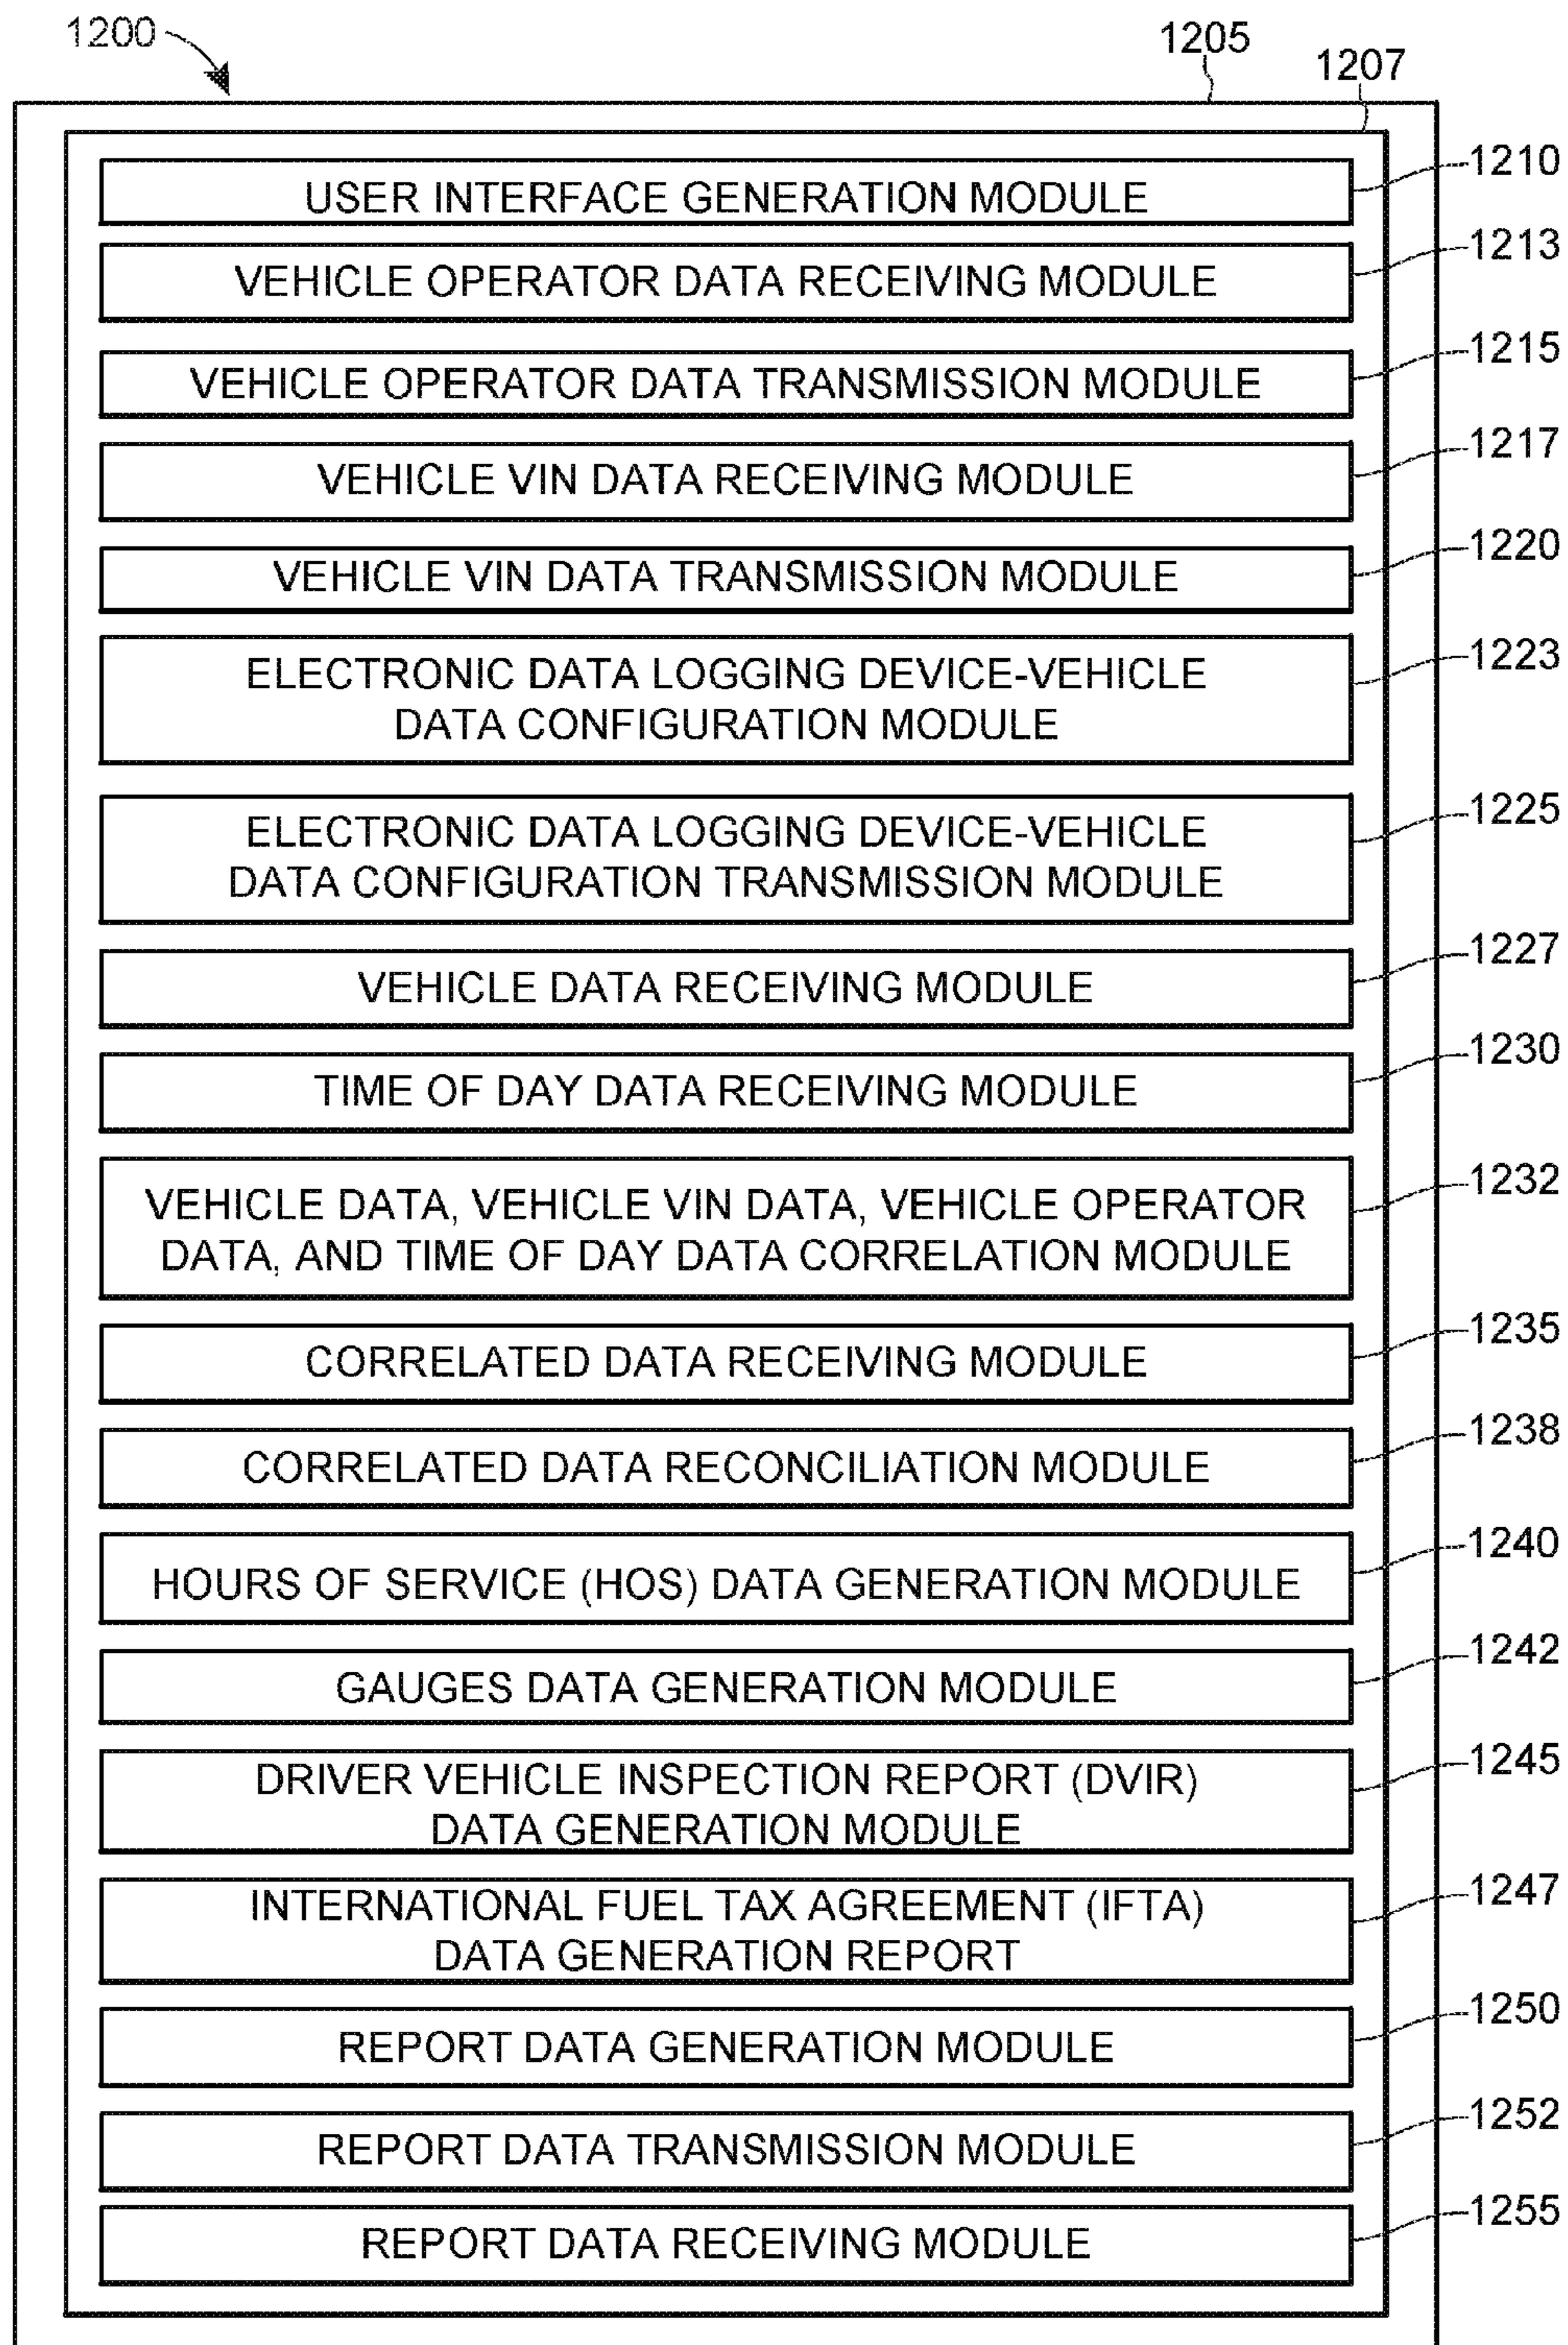 1200
1205
1207
USER INTERFACE GENERATION MODULE
1210
VEHICLE OPERATOR DATA RECEIVING MODULE
1213
VEHICLE OPERATOR DATA TRANSMISSION MODULE
1215
VEHICLE VIN DATA RECEIVING MODULE
1217
VEHICLE VIN DATA TRANSMISSION MODULE
1220
ELECTRONIC DATA LOGGING DEVICE-VEHICLE
DATA CONFIGURATION MODULE
1223
ELECTRONIC DATA LOGGING DEVICE-VEHICLE
DATA CONFIGURATION TRANSMISSION MODULE
1225
VEHICLE DATA RECEIVING MODULE
1227
TIME OF DAY DATA RECEIVING MODULE
1230
VEHICLE DATA, VEHICLE VIN DATA, VEHICLE OPERATOR
DATA, AND TIME OF DAY DATA CORRELATION MODULE
1232
CORRELATED DATA RECEIVING MODULE
1235
CORRELATED DATA RECONCILIATION MODULE
1238
HOURS OF SERVICE (HOS) DATA GENERATION MODULE
1240
GAUGES DATA GENERATION MODULE
1242
DRIVER VEHICLE INSPECTION REPORT (DVIR)
DATA GENERATION MODULE
1245
INTERNATIONAL FUEL TAX AGREEMENT (IFTA)
DATA GENERATION REPORT
1247
REPORT DATA GENERATION MODULE
1250
REPORT DATA TRANSMISSION MODULE
1252
REPORT DATA RECEIVING MODULE
1255